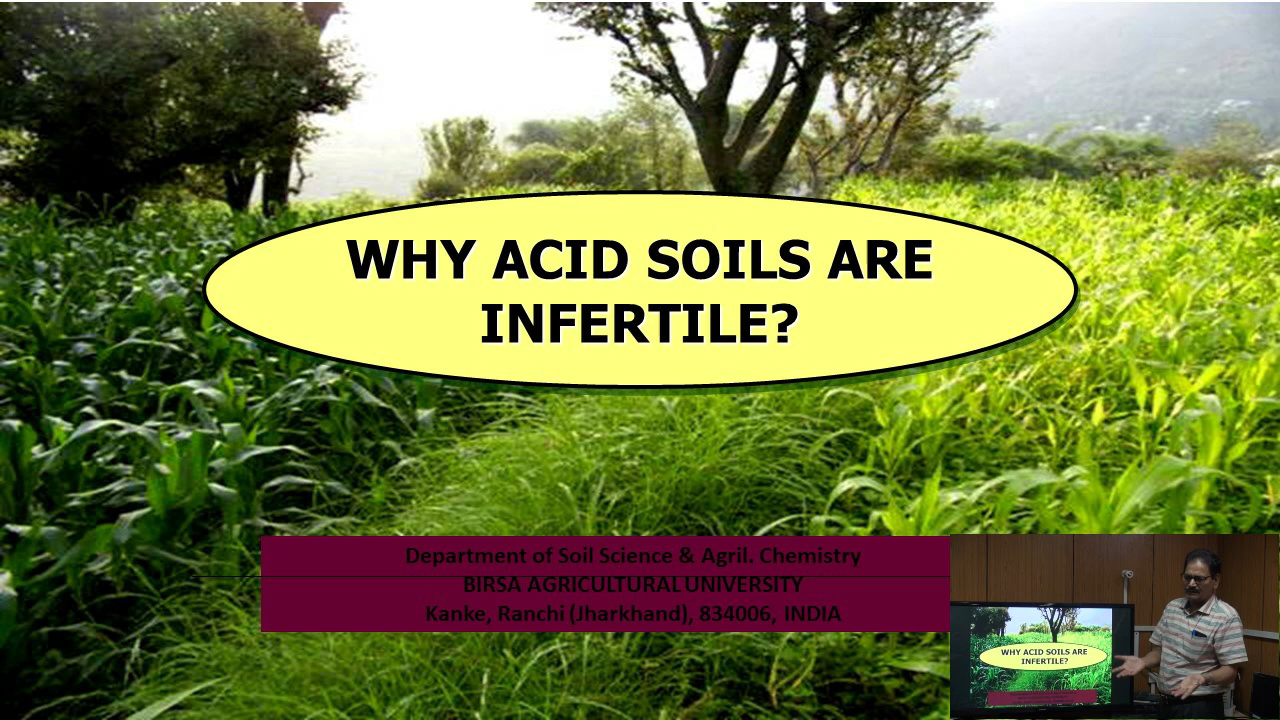 WHY ACID SOILS ARE
INFERTILE?
Department of Soil Science & Agril. Chemistry
BIRSA AGRICULTURAL UNIVERSITY
Kanke, Ranchi (Jharkhand), 834006, INDIA
WHY ACID SOILS ARE
INFERTILE?